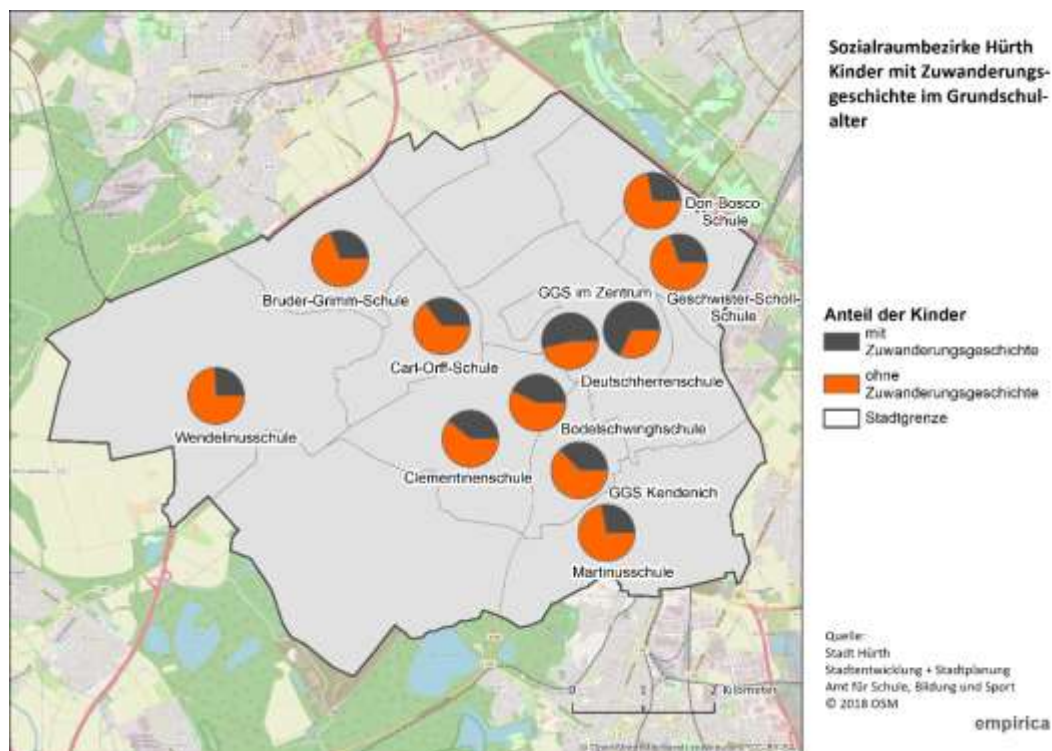 Sozialraumbezirke Hürth
Kinder mit Zuwanderungs-
geschichte im Grundschul-
alter
Don-Bosco
Schule
Bruder-Grimm-Schule
GGS im Zentrum
Geschwister-Scholl-
Schule
Carl-Orff-Schule
Deutschherrenschule
Wendelinusschule
Bodelschwinghschule
Clementinenschule
GGS Kendenich
Martinusschule
Anteil der Kinder
mit
Zuwanderungsgeschichte
ohne
Zuwanderungsgeschichte
Stadtgrenze
0 1 2 Kilometer
Quelle:
Stadt Hürth
Stadtentwicklung + Stadtplanung
Amt für Schule, Bildung und Sport
© 2018 OSM
empirica